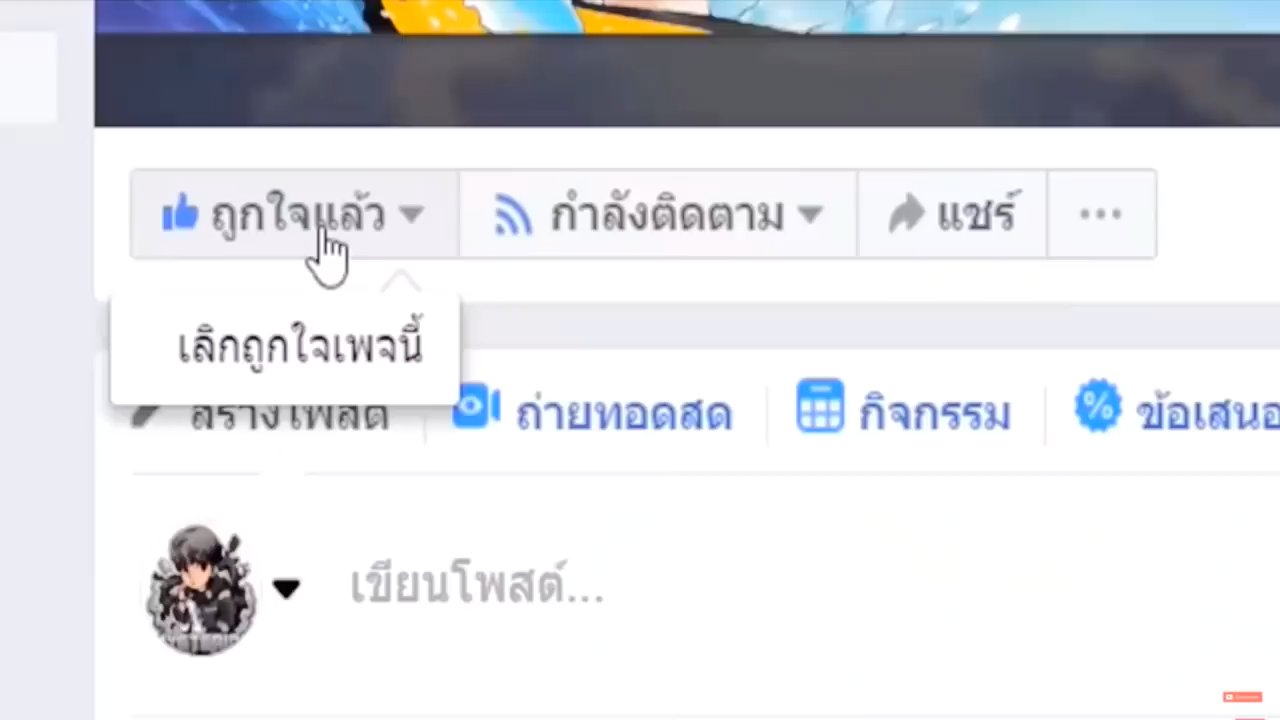 ถูกใจแล้ว กำลังติดตาม แชร์
เลิกถูกใจเพจนี้
สร้างโพสต์ ถ่ายทอดสด กิจกรรม ข้อเสนอ
เขียนโพสต์...